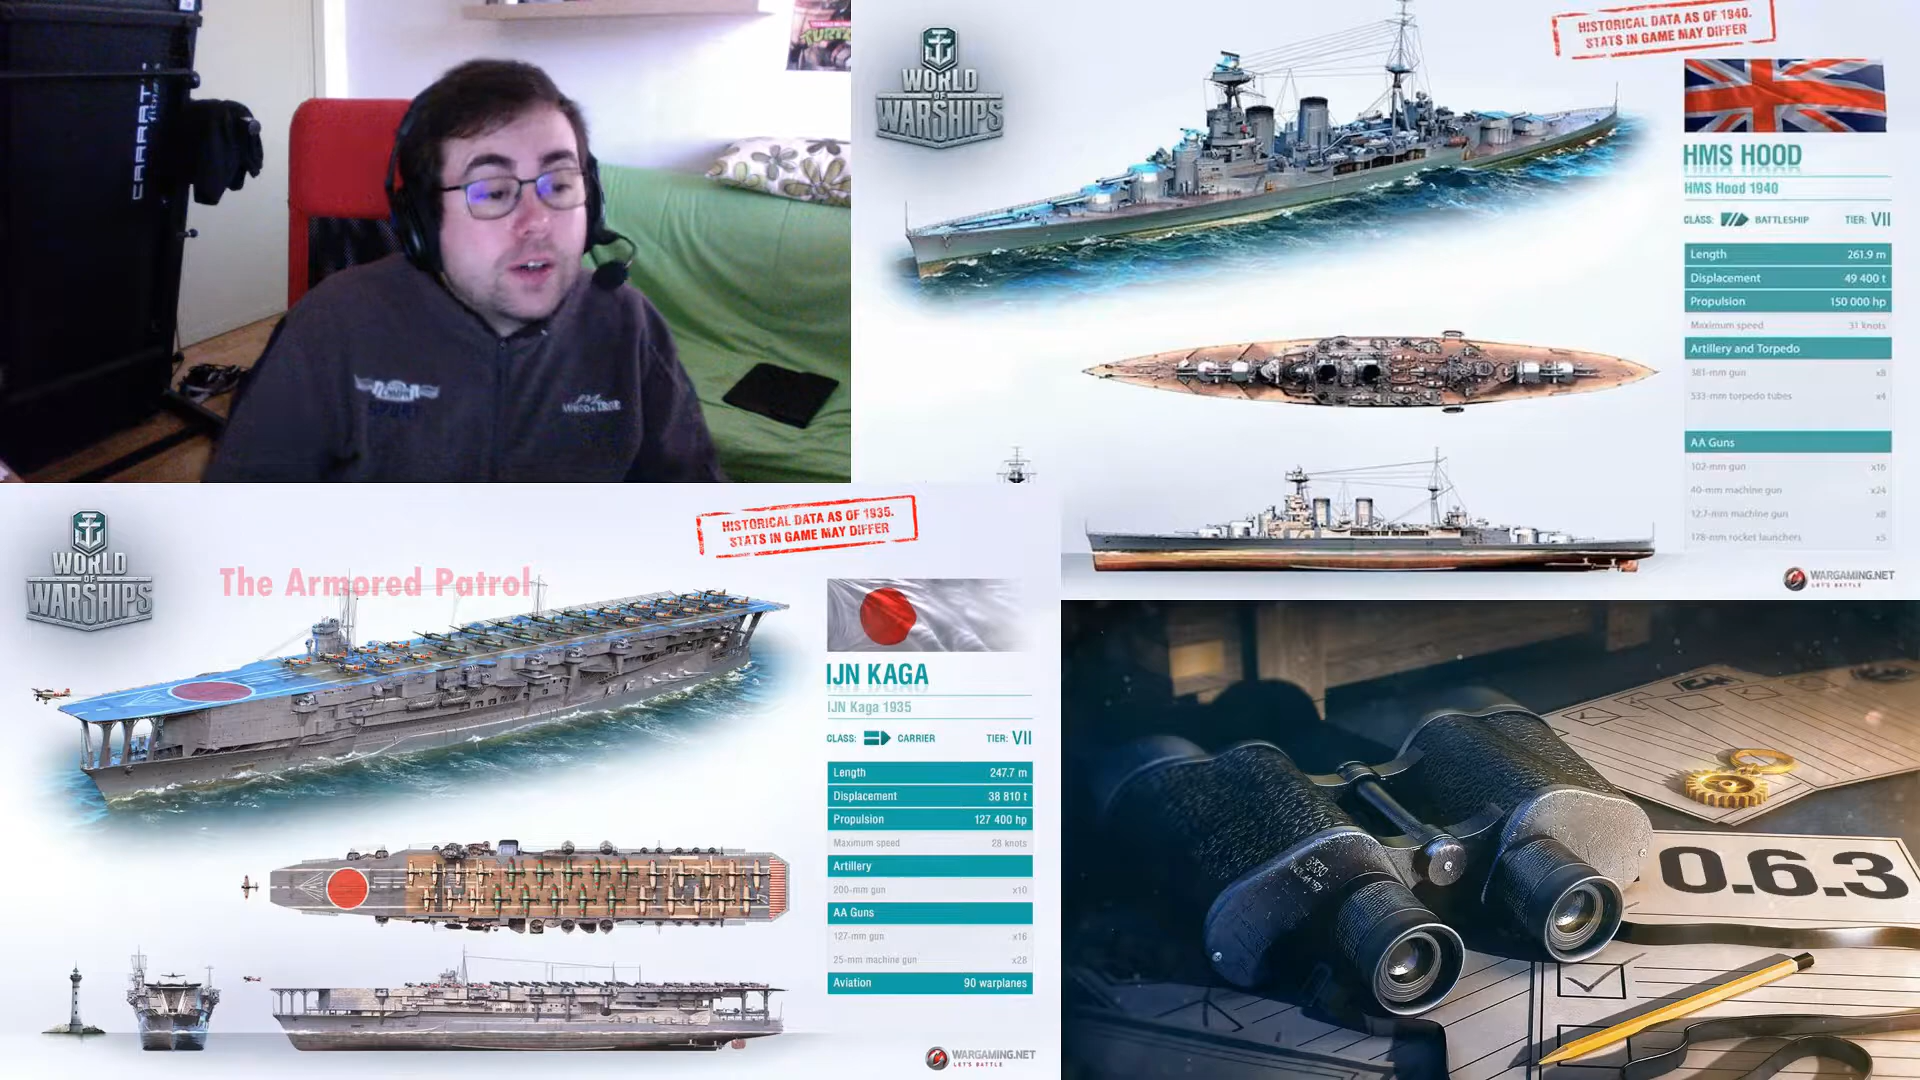 TURTL
CARRAT
WORLD
OF
WARSHIPS
HISTORICAL DATA AS OF 1940.
STATS IN GAME MAY DIFFER
HMS HOOD
HMS Hood 1940
CLASS: BATTLESHIP TIER: VII
Length 261.9 m
Displacement 49 400 t
Propulsion 150 000 hp
Maximum speed 31 knots
Artillery and Torpedo
381-mm gun x8
533-mm torpedo tubes x4
AA Guns
102-mm gun x16
40-mm machine gun x24
12.7-mm machine gun x8
178-mm rocket launchers x5
WARGAMING.NET
LET'S BATTLE
WORLD
OF
WARSHIPS
The Armored Patrol
HISTORICAL DATA AS OF 1935.
STATS IN GAME MAY DIFFER
IJN KAGA
IJN Kaga 1935
CLASS: CARRIER TIER: VII
Length 247.7 m
Displacement 38 810 t
Propulsion 127 400 hp
Maximum speed 28 knots
Artillery
200-mm gun x10
AA Guns
127-mm gun x16
25-mm machine gun x28
Aviation 90 warplanes
WARGAMING.NET
LET'S BATTLE
0.6.3